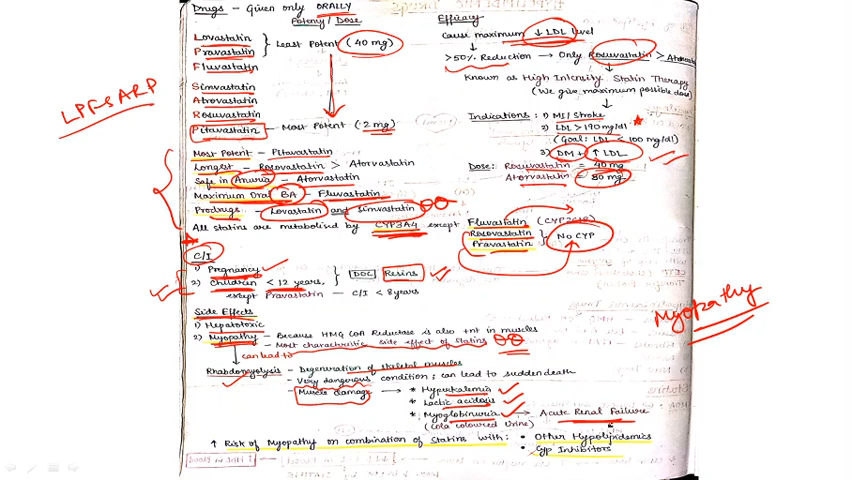 Drugs - Given only ORALLY
Potency / Dose
Lovastatin
Pravastatin
Fluvastatin
Least Potent (40 mg)
Simvastatin
Atrovastatin
Rosuvastatin
Pitavastatin - Most Potent (2 mg)
LPFSARP
Most Potent - Pitavastatin
Longest - Rosovastatin > Atorvastatin
Safe in Anuria - Atorvastatin
Maximum Oral BA - Fluvastatin
Prodrugs - Lovastatin and Simvastatin
All statins are metabolised by CYP3A4 except
Fluvastatin (CYP2C9)
Rosovastatin
Pravastatin
NO CYP
Efficacy
Cause maximum ↓ LDL level
>50% Reduction → Only Rosuvastatin > Atorvas
Known as High Intensity Statin Therapy
(We give maximum possible dose)
Indications: 1) MI / Stroke
2) LDL >190 mg/dl
(Goal: LDL < 100 mg/dl)
3) DM + ↑ LDL
Dose: Rosuvastatin = 40 mg
Atorvastatin = 80 mg
C/I
1) Pregnancy
2) Children < 12 years,
except Pravastatin - C/I < 8 years
DOC Resins
Side Effects
1) Hepatotoxic
2) Myopathy - Because HMG COA Reductase is also +nt in muscles
- Most characteristic side effect of Statins
can lead to
Rhabdomyolysis - Degeneration of skeletal muscles
- Very dangerous condition; can lead to sudden death
Muscle damage → * Hyperkalemia
* Lactic acidosis
* Myoglobinuria → Acute Renal Failure
(Cola coloured Urine)
↑ Risk of Myopathy on combination of Statins with: • Other Hypolipidemics
• Cyp Inhibitors
Myopathy